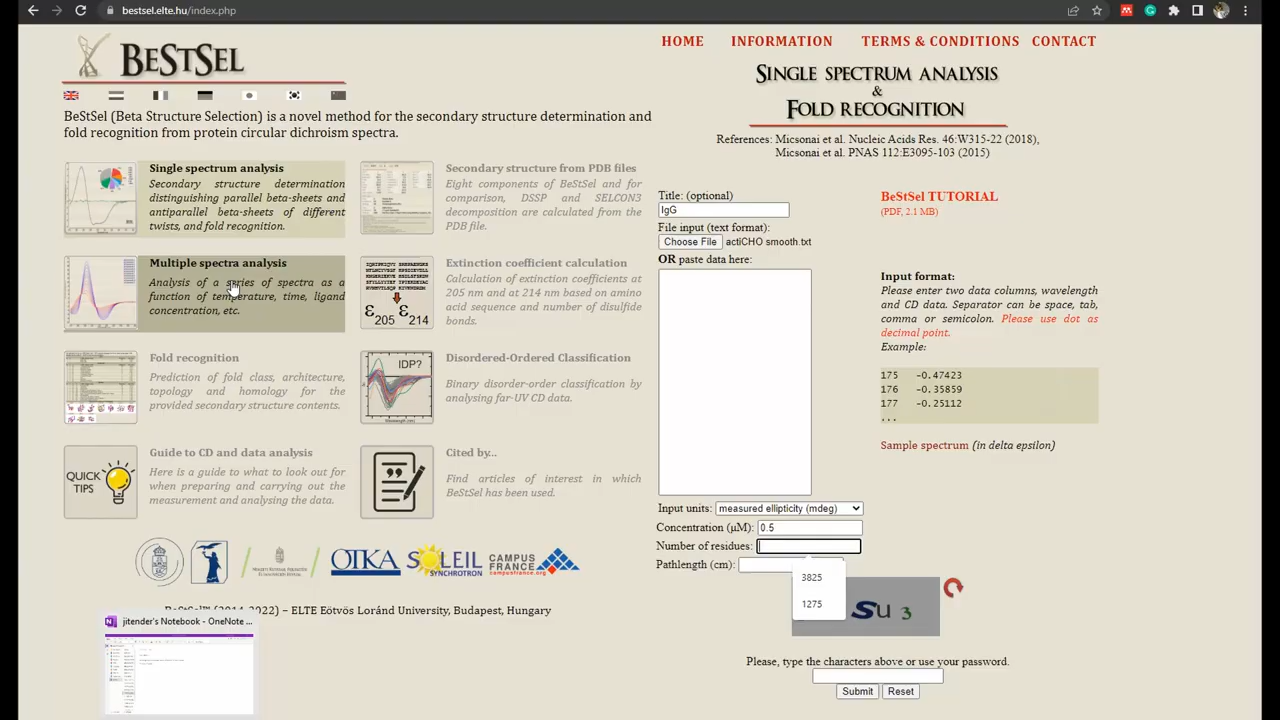 bestsel.elte.hu/index.php
BESTSEL
HOME INFORMATION TERMS & CONDITIONS CONTACT
BeStSel (Beta Structure Selection) is a novel method for the secondary structure determination and
fold recognition from protein circular dichroism spectra.
Single spectrum analysis
Secondary structure determination
distinguishing parallel beta-sheets and
antiparallel beta-sheets of different
twists, and fold recognition.
Secondary structure from PDB files
Eight components of BeStSel and for
comparison, DSSP and SELCON3
decomposition are calculated from the
PDB file.
Multiple spectra analysis
Analysis of a series of spectra as a
function of temperature, time, ligand
concentration, etc.
ε205 ε214
Extinction coefficient calculation
Calculation of extinction coefficients at
205 nm and at 214 nm based on amino
acid sequence and number of disulfide
bonds.
Fold recognition
Prediction of fold class, architecture,
topology and homology for the
provided secondary structure contents.
IDP?
Disordered-Ordered Classification
Binary disorder-order classification by
analysing far-UV CD data.
QUICK
TIPS
Guide to CD and data analysis
Here is a guide to what to look out for
when preparing and carrying out the
measurement and analysing the data.
Cited by...
Find articles of interest in which
BeStSel has been used.
OTKA
SOLEIL
SYNCHROTRON
CAMPUS
FRANCE
campusfrance.org
2022) – ELTE Eötvös Loránd University, Budapest, Hungary
jitender's Notebook - OneNote ...
SINGLE SPECTRUM ANALYSIS
&
FOLD RECOGNITION
References: Micsonai et al. Nucleic Acids Res. 46:W315-22 (2018),
Micsonai et al. PNAS 112:E3095-103 (2015)
Title: (optional)
IgG
File input (text format):
Choose File actiCHO smooth.txt
OR paste data here:
BeStSel TUTORIAL
(PDF, 2.1 MB)
Input format:
Please enter two data columns, wavelength
and CD data. Separator can be space, tab,
comma or semicolon. Please use dot as
decimal point.
Example:
175 -0.47423
176 -0.35859
177 -0.25112
...
Sample spectrum (in delta epsilon)
Input units: measured ellipticity (mdeg)
Concentration (µM): 0.5
Number of residues:
Pathlength (cm):
3825
1275
su 3
Please, type the characters above or use your password.
Submit Reset